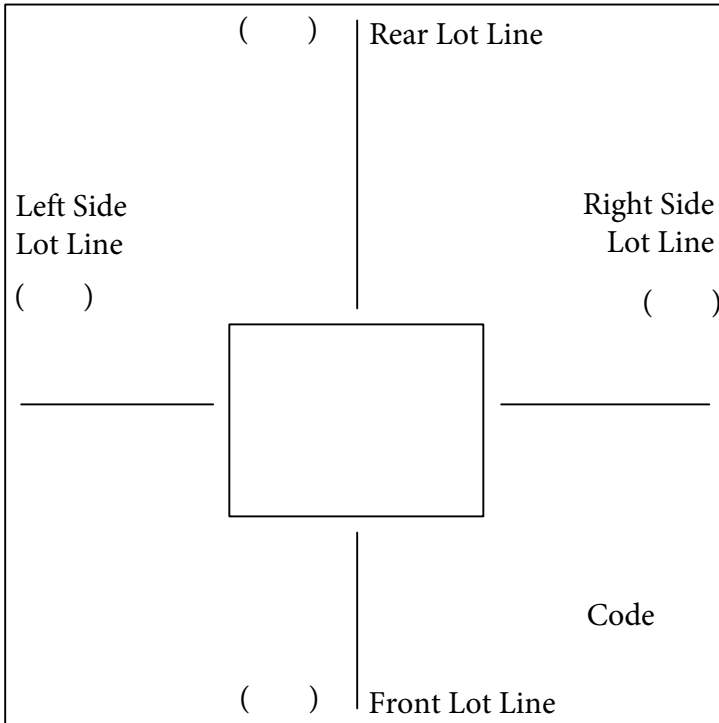 (     ) Rear Lot Line
Left Side
Lot Line
(     )
Right Side
Lot Line
(     )
Code
(     ) Front Lot Line